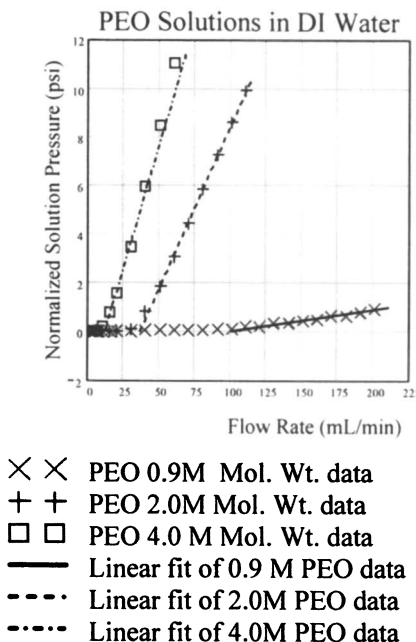 PEO Solutions in DI Water
Normalized Solution Pressure (psi)
12
10
8
6
4
2
0
−2
0 25 50 75 100 125 150 175 200 22
Flow Rate (mL/min)
PEO 0.9M Mol. Wt. data
PEO 2.0M Mol. Wt. data
PEO 4.0 M Mol. Wt. data
Linear fit of 0.9 M PEO data
Linear fit of 2.0M PEO data
Linear fit of 4.0M PEO data